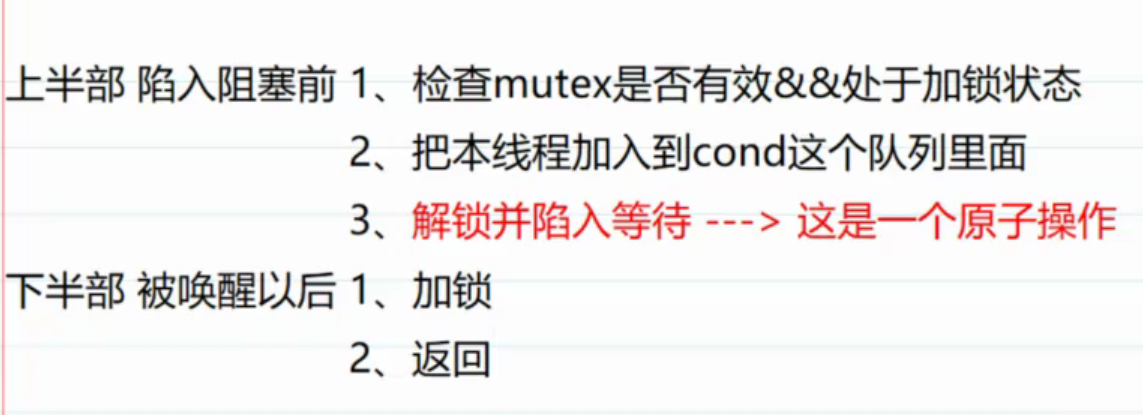 上半部 陷入阻塞前 1、检查mutex是否有效&&处于加锁状态
2、把本线程加入到cond这个队列里面
3、解锁并陷入等待 ---> 这是一个原子操作
下半部 被唤醒以后 1、加锁
2、返回